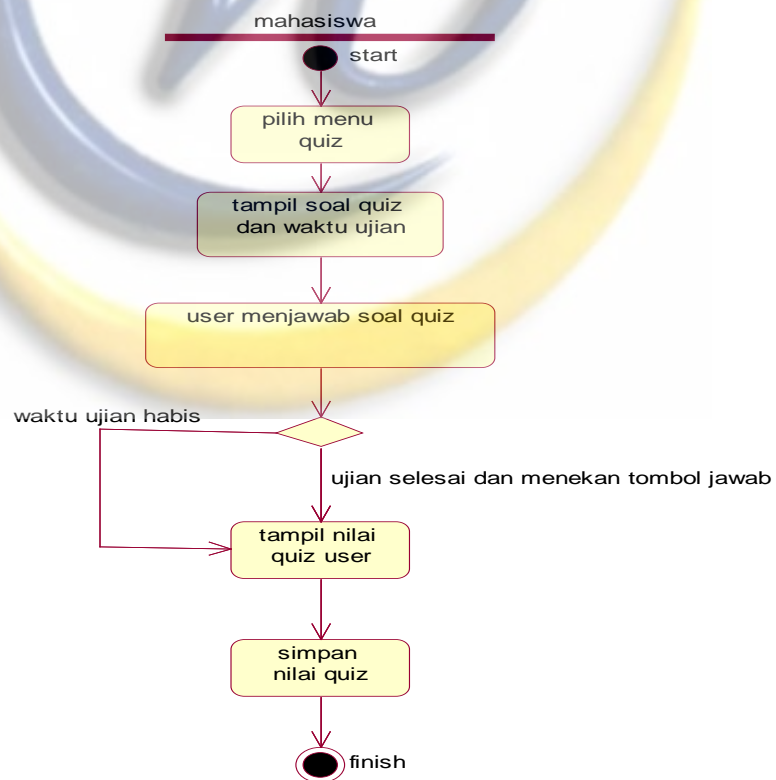 mahasiswa
start
pilih menu
quiz
tampil soal quiz
dan waktu ujian
user menjawab soal quiz
waktu ujian habis
ujian selesai dan menekan tombol jawab
tampil nilai
quiz user
simpan
nilai quiz
finish